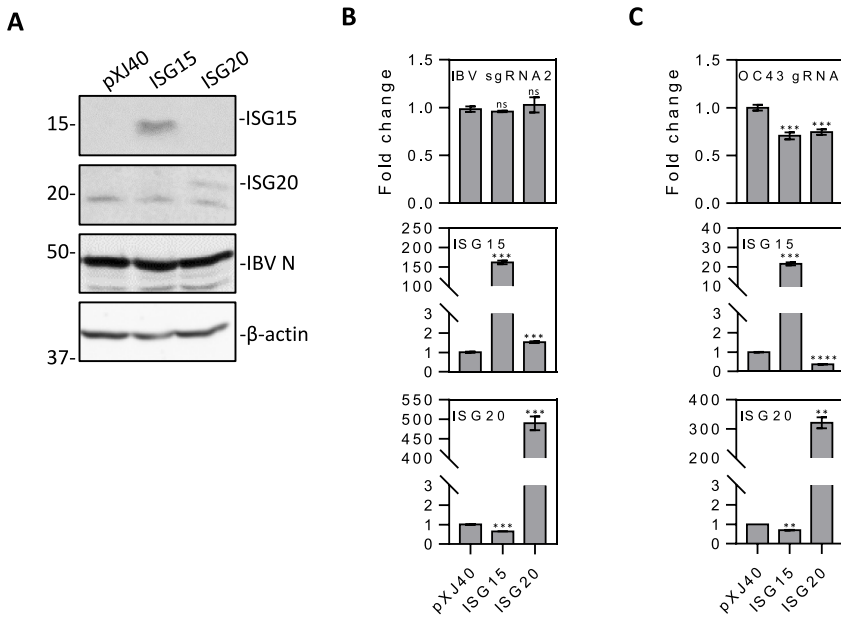 A
pXJ40 ISG15 ISG20
15- -ISG15
20- -ISG20
50- -IBV N
-β-actin
37-
B
Fold change
1.5
1.0
0.5
0.0
IBV sgRNA2
ns
ns
250
200
150
100
3
2
1
0
ISG15
***
***
550
500
450
400
3
2
1
0
ISG20
***
***
pXJ40 ISG15 ISG20
C
Fold change
1.5
1.0
0.5
0.0
OC43 gRNA
***
***
40
30
20
10
3
2
1
0
ISG15
***
****
400
300
200
3
2
1
0
ISG20
**
**
pXJ40 ISG15 ISG20